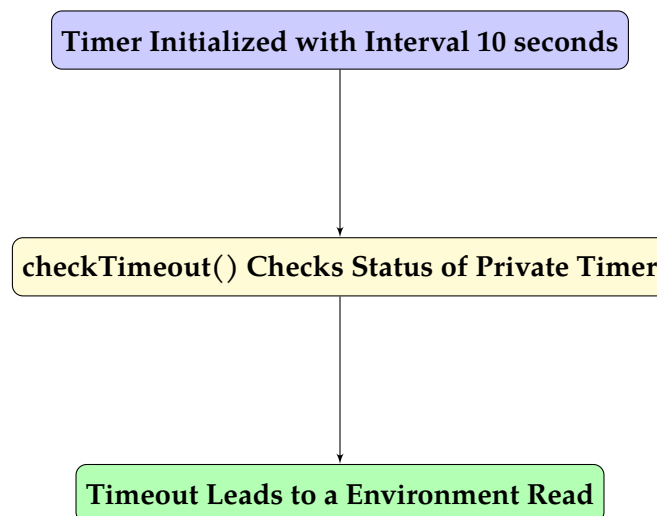 Timer Initialized with Interval 10 seconds
checkTimeout() Checks Status of Private Timer
Timeout Leads to a Environment Read